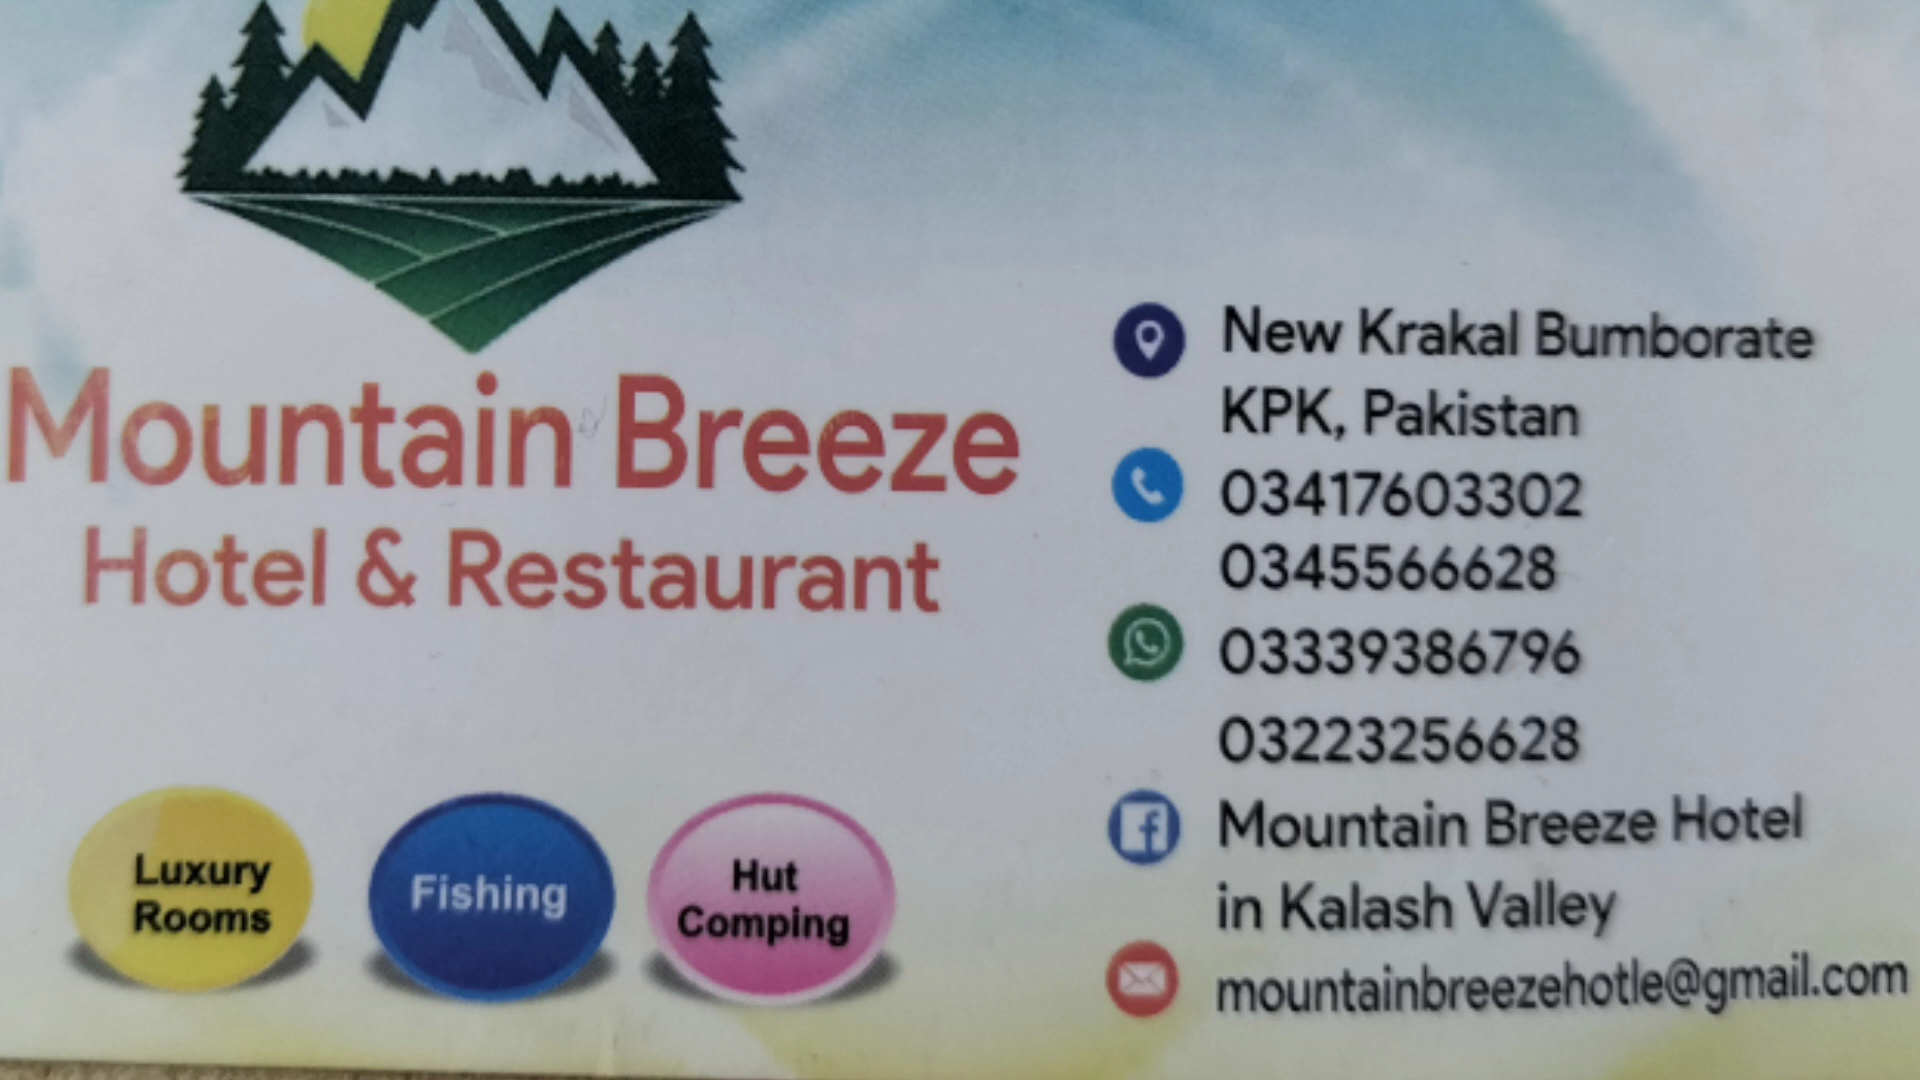 Mountain Breeze
Hotel & Restaurant
Luxury
Rooms
Fishing
Hut
Comping
New Krakal Bumborate
KPK, Pakistan
03417603302
0345566628
03339386796
03223256628
Mountain Breeze Hotel
in Kalash Valley
mountainbreezehotle@gmail.com